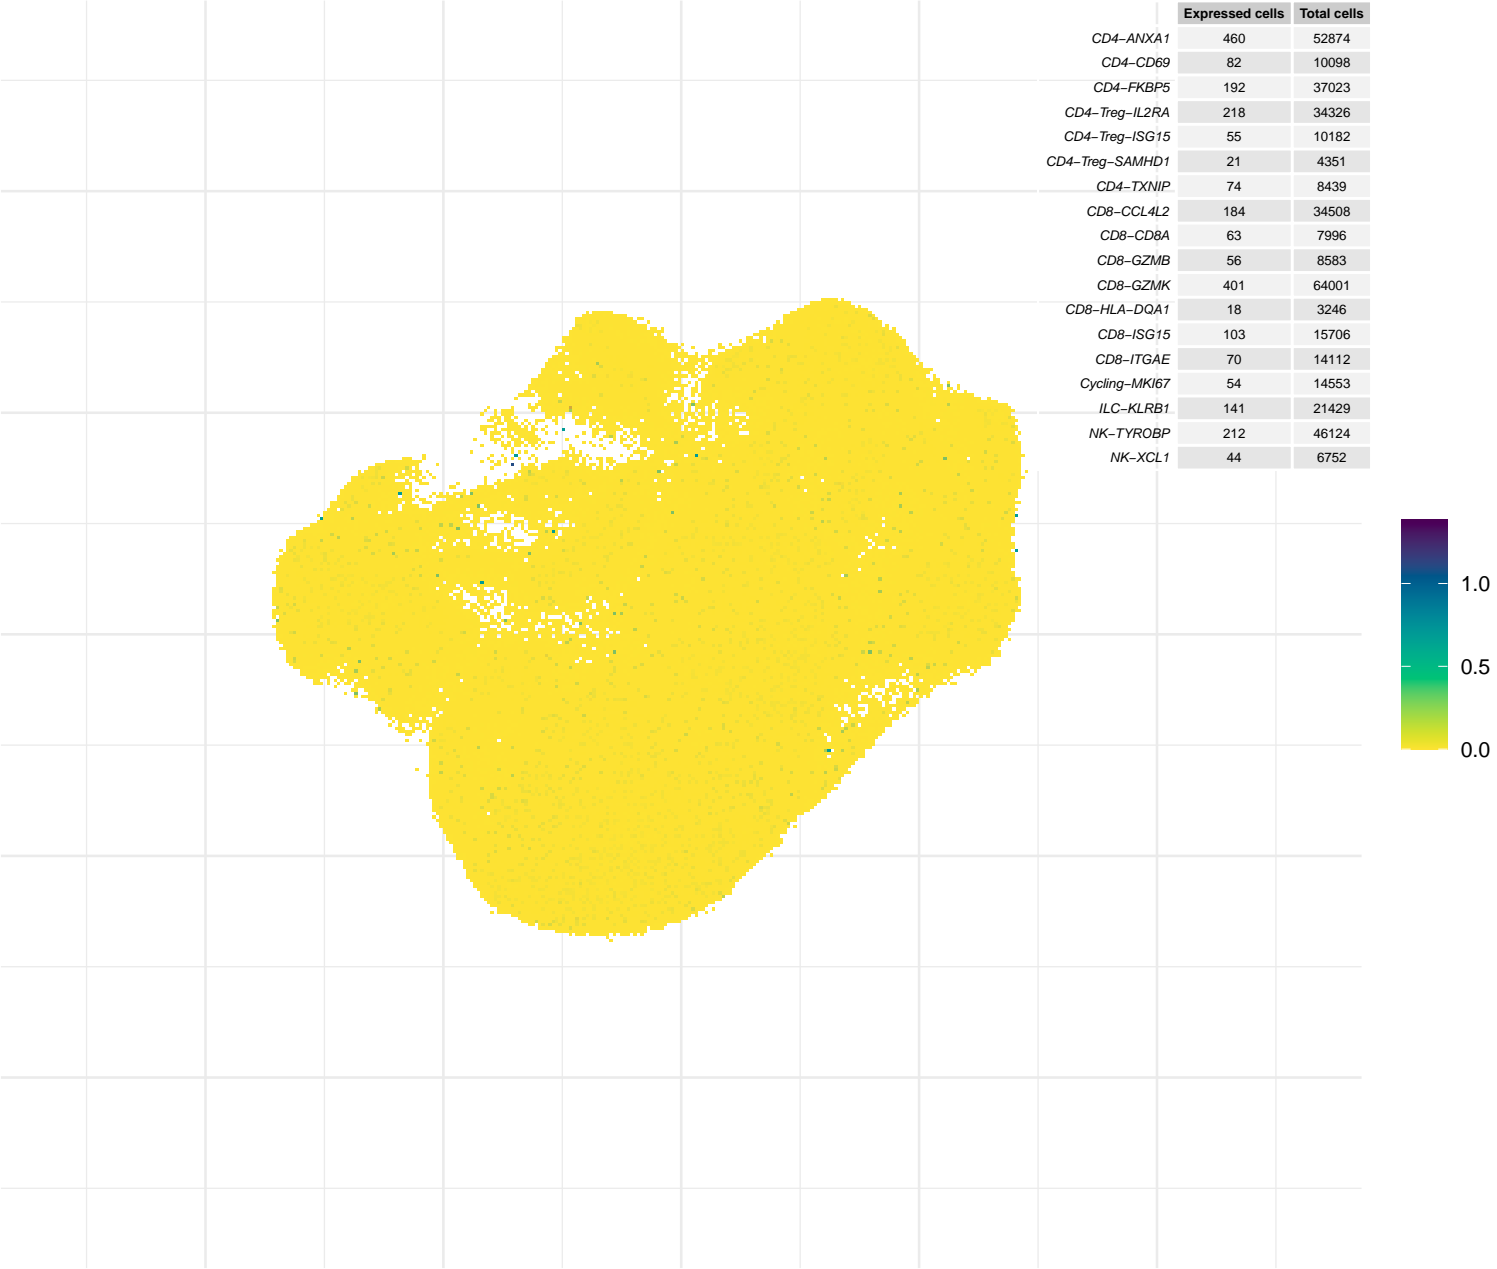 Expressed cells Total cells
CD4−ANXA1 460 52874
CD4−CD69 82 10098
CD4−FKBP5 192 37023
CD4−Treg−IL2RA 218 34326
CD4−Treg−ISG15 55 10182
CD4−Treg−SAMHD1 21 4351
CD4−TXNIP 74 8439
CD8−CCL4L2 184 34508
CD8−CD8A 63 7996
CD8−GZMB 56 8583
CD8−GZMK 401 64001
CD8−HLA−DQA1 18 3246
CD8−ISG15 103 15706
CD8−ITGAE 70 14112
Cycling−MKI67 54 14553
ILC−KLRB1 141 21429
NK−TYROBP 212 46124
NK−XCL1 44 6752
1.0
0.5
0.0